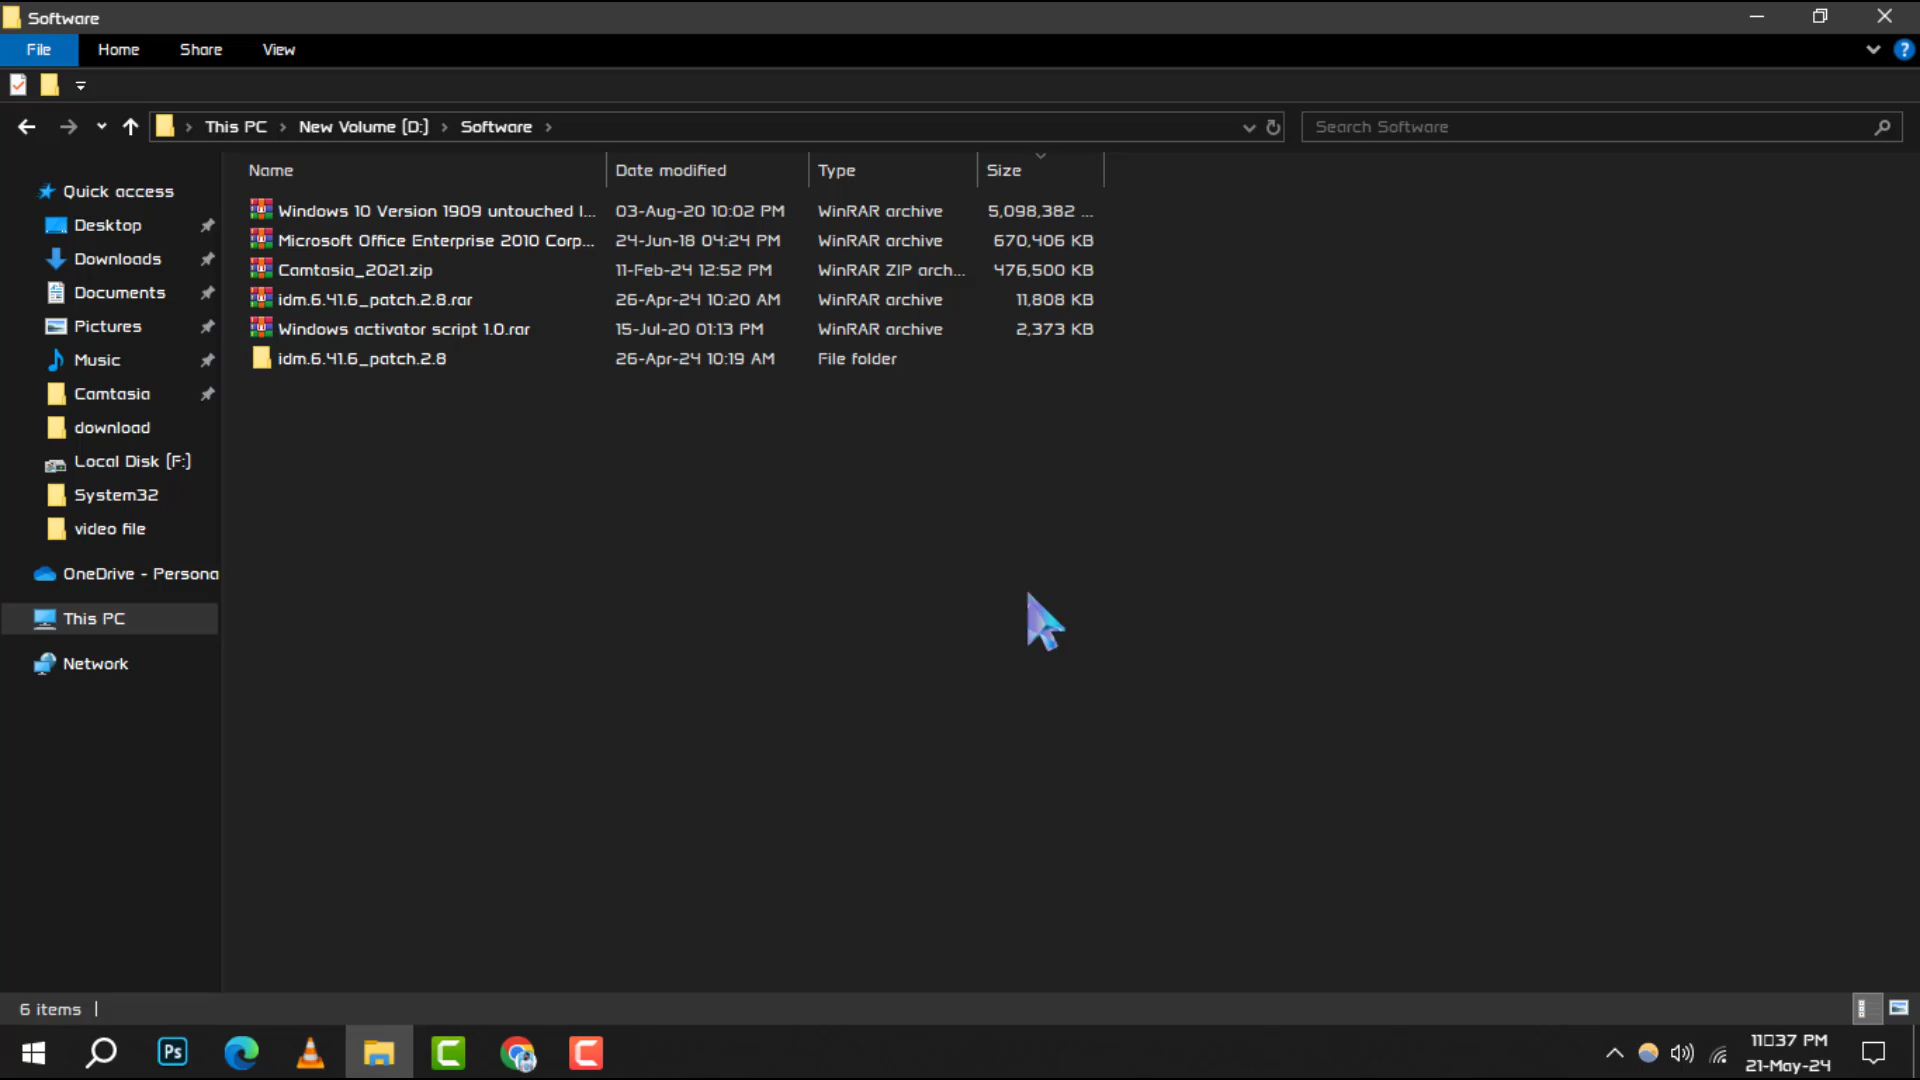 Software
File Home Share View
This PC New Volume (D:) Software
Search Software
Name Date modified Type Size
Windows 10 Version 1909 untouched I... 03-Aug-20 10:02 PM WinRAR archive 5,098,382 ...
Microsoft Office Enterprise 2010 Corp... 24-Jun-18 04:24 PM WinRAR archive 670,406 KB
Camtasia_2021.zip 11-Feb-24 12:52 PM WinRAR ZIP arch... 476,500 KB
idm.6.41.6_patch.2.8.rar 26-Apr-24 10:20 AM WinRAR archive 11,808 KB
Windows activator script 1.0.rar 15-Jul-20 01:13 PM WinRAR archive 2,373 KB
idm.6.41.6_patch.2.8 26-Apr-24 10:19 AM File folder
Quick access
Desktop
Downloads
Documents
Pictures
Music
Camtasia
download
Local Disk (F:)
System32
video file
OneDrive - Persona
This PC
Network
6 items
Ps
11□37 PM
21-May-24